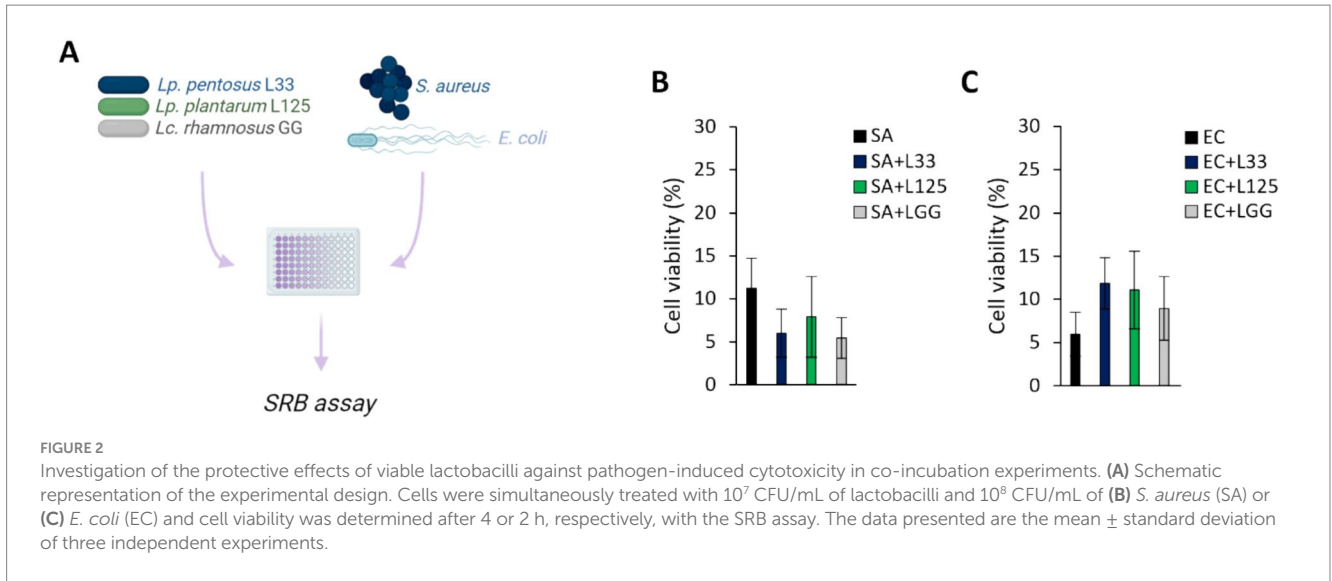 A
Lp. pentosus L33
Lp. plantarum L125
Lc. rhamnosus GG
S. aureus
E. coli
SRB assay
B
Cell viability (%)
30
25
20
15
10
5
0
SA
SA+L33
SA+L125
SA+LGG
C
Cell viability (%)
30
25
20
15
10
5
0
EC
EC+L33
EC+L125
EC+LGG
FIGURE 2
Investigation of the protective effects of viable lactobacilli against pathogen-induced cytotoxicity in co-incubation experiments. (A) Schematic
representation of the experimental design. Cells were simultaneously treated with 10⁷ CFU/mL of lactobacilli and 10⁸ CFU/mL of (B) S. aureus (SA) or
(C) E. coli (EC) and cell viability was determined after 4 or 2 h, respectively, with the SRB assay. The data presented are the mean ± standard deviation
of three independent experiments.